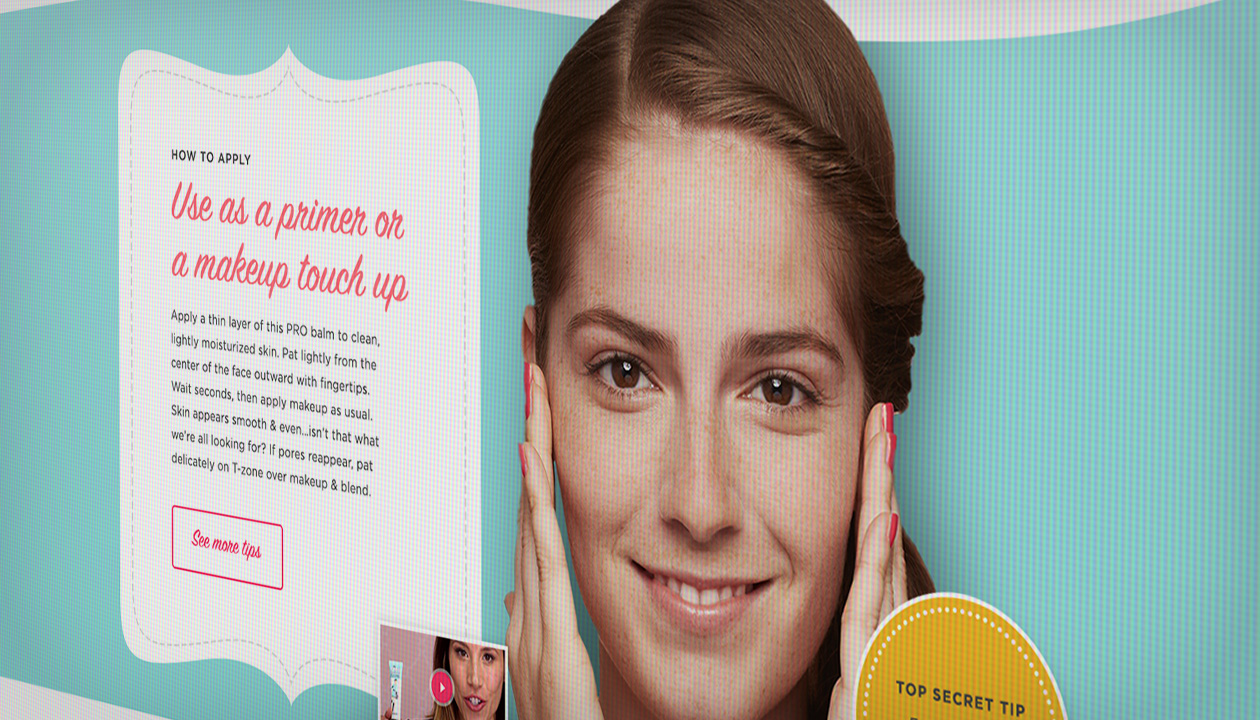 HOW TO APPLY
Use as a primer or
a makeup touch up
Apply a thin layer of this PRO balm to clean,
lightly moisturized skin. Pat lightly from the
center of the face outward with fingertips.
Wait seconds, then apply makeup as usual.
Skin appears smooth & even...isn't that what
we're all looking for? If pores reappear, pat
delicately on T-zone over makeup & blend.
See more tips
TOP SECRET TIP